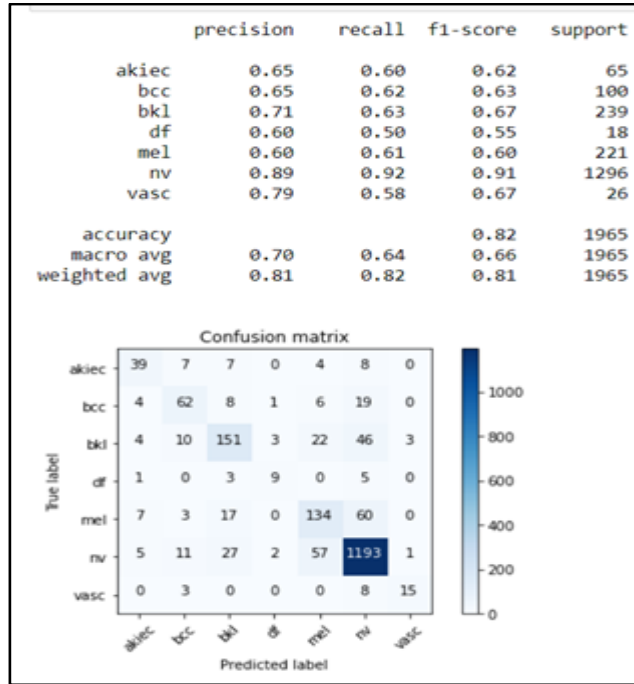 precision recall f1-score support
akiec 0.65 0.60 0.62 65
bcc 0.65 0.62 0.63 100
bkl 0.71 0.63 0.67 239
df 0.60 0.50 0.55 18
mel 0.60 0.61 0.60 221
nv 0.89 0.92 0.91 1296
vasc 0.79 0.58 0.67 26
accuracy 0.82 1965
macro avg 0.70 0.64 0.66 1965
weighted avg 0.81 0.82 0.81 1965
Confusion matrix
True label
akiec 39 7 7 0 4 8 0
bcc 4 62 8 1 6 19 0
bkl 4 10 151 3 22 46 3
df 1 0 3 9 0 5 0
mel 7 3 17 0 134 60 0
nv 5 11 27 2 57 1193 1
vasc 0 3 0 0 0 8 15
akiec bcc bkl df mel nv vasc
Predicted label
1000
800
600
400
200
0